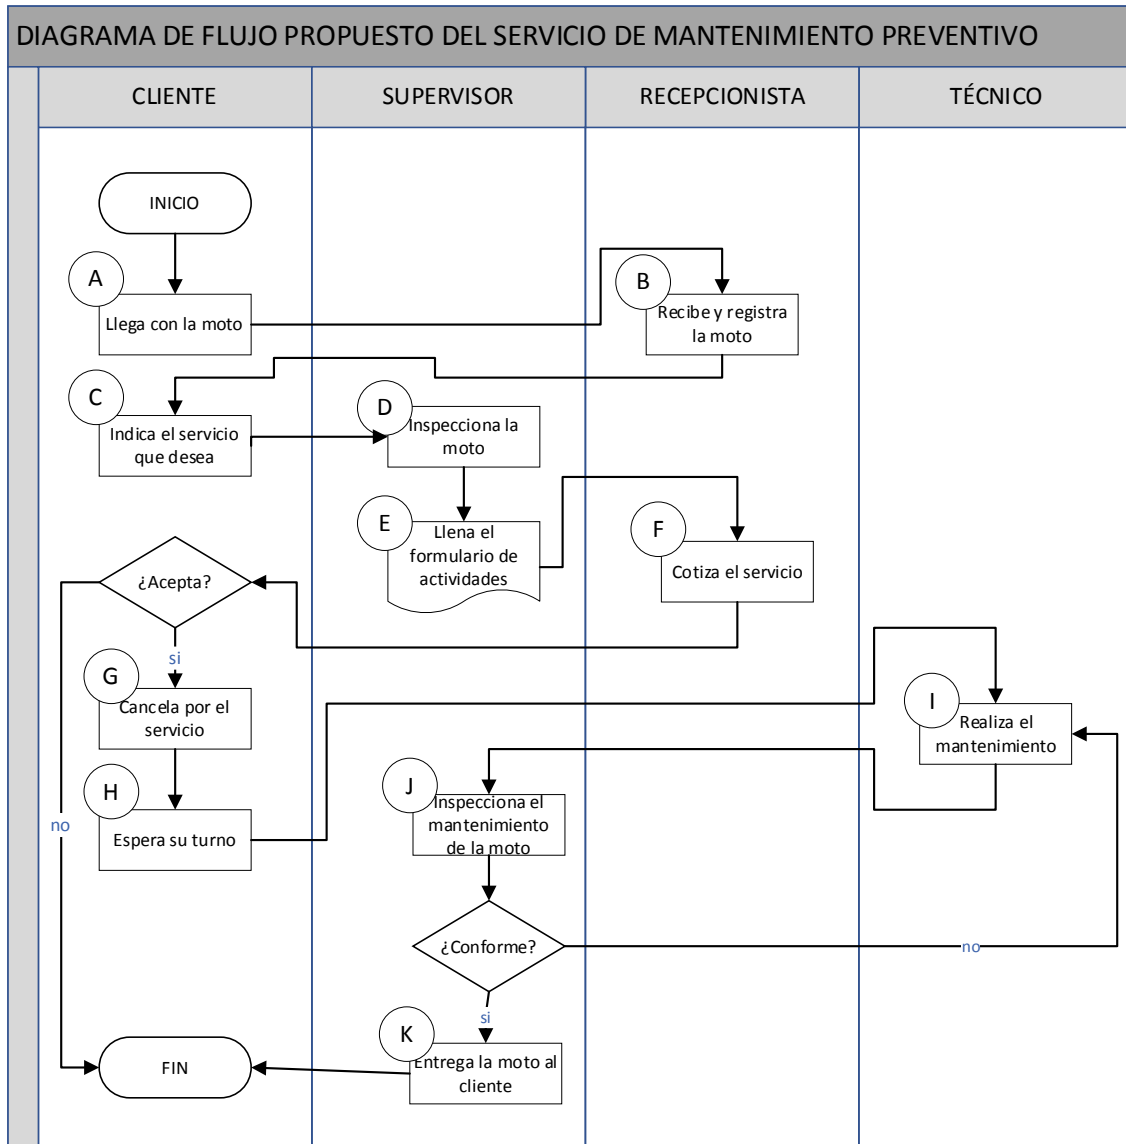 DIAGRAMA DE FLUJO PROPUESTO DEL SERVICIO DE MANTENIMIENTO PREVENTIVO
CLIENTE
SUPERVISOR
RECEPCIONISTA
TÉCNICO
INICIO
A
Llega con la moto
B
Recibe y registra
la moto
C
Indica el servicio
que desea
D
Inspecciona la
moto
E
Llena el
formulario de
actividades
F
Cotiza el servicio
¿Acepta?
si
no
G
Cancela por el
servicio
H
Espera su turno
I
Realiza el
mantenimiento
J
Inspecciona el
mantenimiento
de la moto
¿Conforme?
no
si
K
Entrega la moto al
cliente
FIN